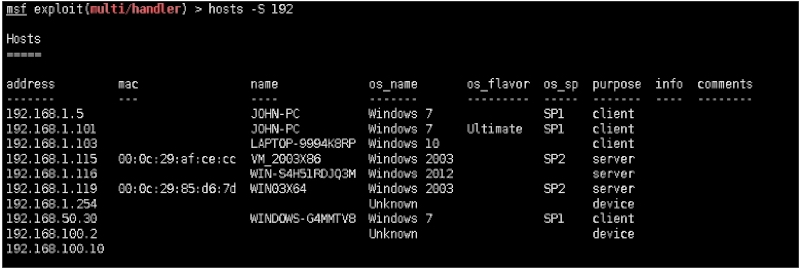 msf exploit(multi/handler) > hosts -S 192
Hosts
=====
address mac name os_name os_flavor os_sp purpose info comments
------- --- ---- ------- --------- ----- ------- ---- --------
192.168.1.5 JOHN-PC Windows 7 SP1 client
192.168.1.101 JOHN-PC Windows 7 Ultimate SP1 client
192.168.1.103 LAPTOP-9994K8RP Windows 10 client
192.168.1.115 00:0c:29:af:ce:cc VM_2003X86 Windows 2003 SP2 server
192.168.1.116 WIN-S4H51RDJQ3M Windows 2012 server
192.168.1.119 00:0c:29:85:d6:7d WIN03X64 Windows 2003 SP2 server
192.168.1.254 Unknown device
192.168.50.30 WINDOWS-G4MMTV8 Windows 7 SP1 client
192.168.100.2 Unknown device
192.168.100.10